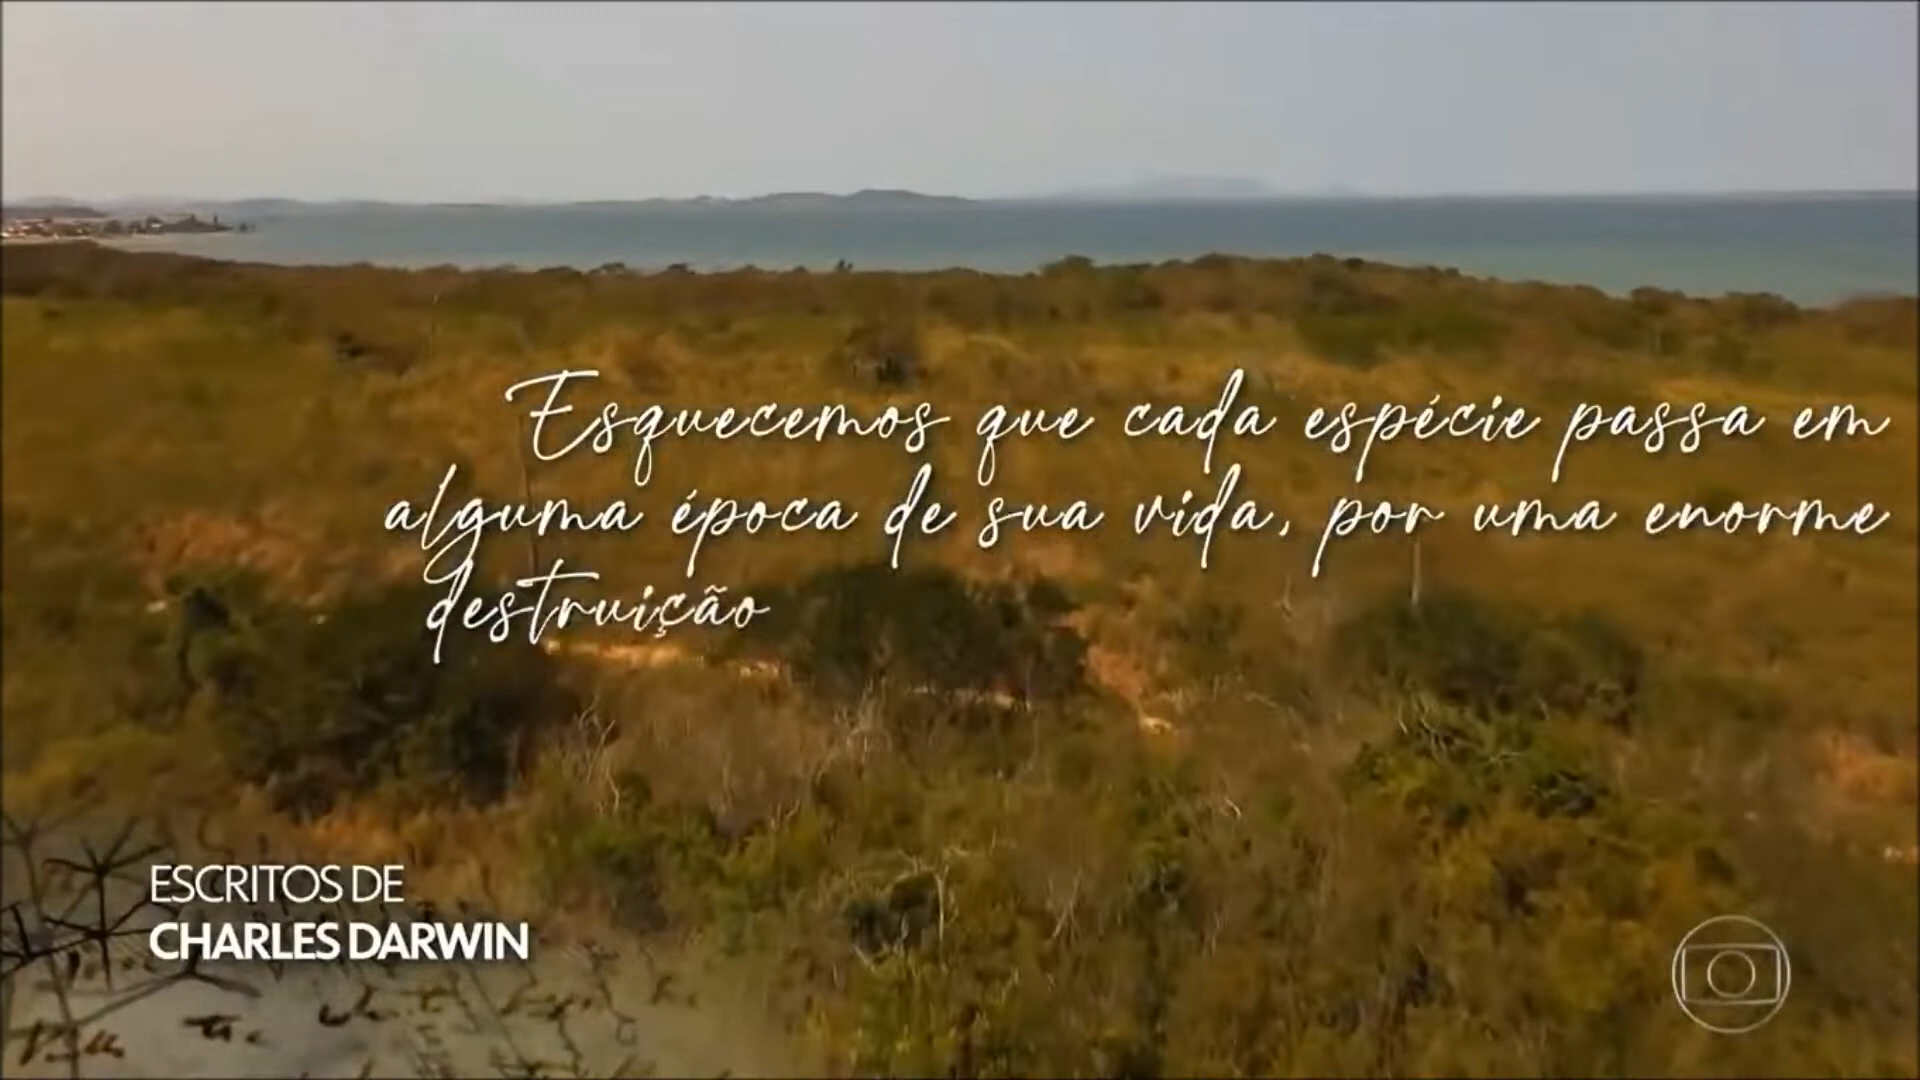 Esquecemos que cada espécie passa em
alguma época de sua vida, por uma enorme
destruição
ESCRITOS DE
CHARLES DARWIN